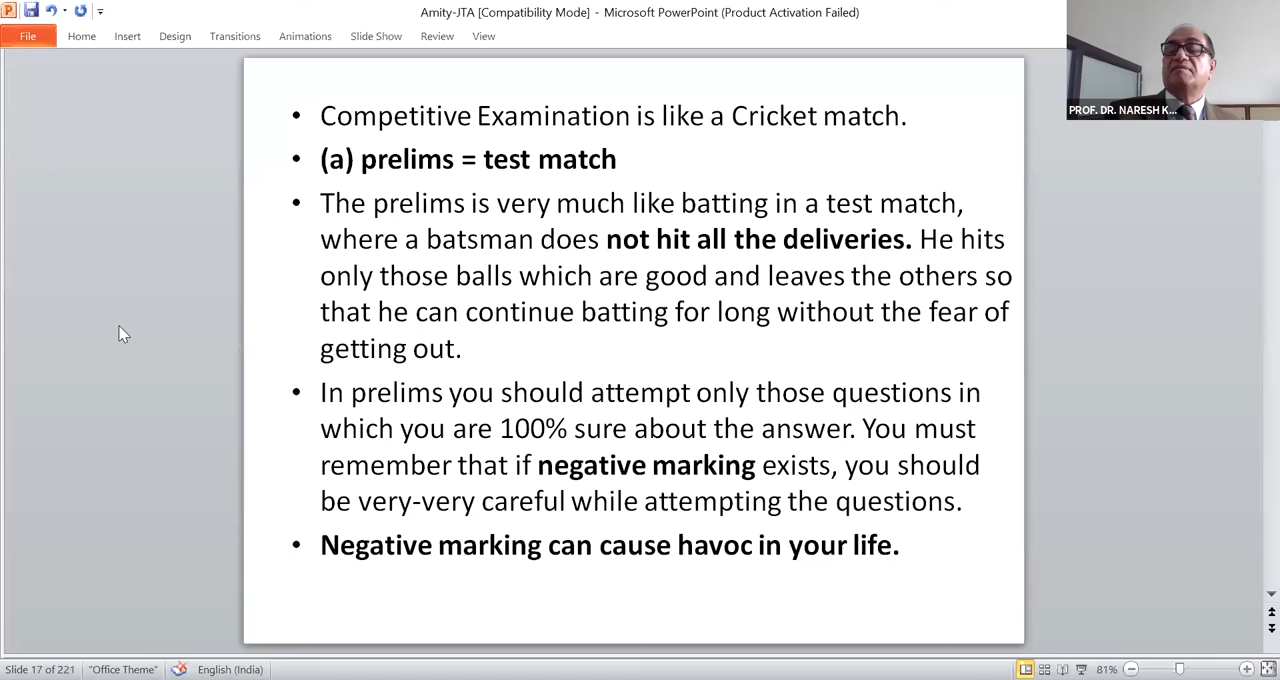 Amity-JTA [Compatibility Mode] - Microsoft PowerPoint (Product Activation Failed)
File Home Insert Design Transitions Animations Slide Show Review View
PROF. DR. NARESH K...
• Competitive Examination is like a Cricket match.
• (a) prelims = test match
• The prelims is very much like batting in a test match,
where a batsman does not hit all the deliveries. He hits
only those balls which are good and leaves the others so
that he can continue batting for long without the fear of
getting out.
• In prelims you should attempt only those questions in
which you are 100% sure about the answer. You must
remember that if negative marking exists, you should
be very-very careful while attempting the questions.
• Negative marking can cause havoc in your life.
Slide 17 of 221 "Office Theme" English (India) 81%